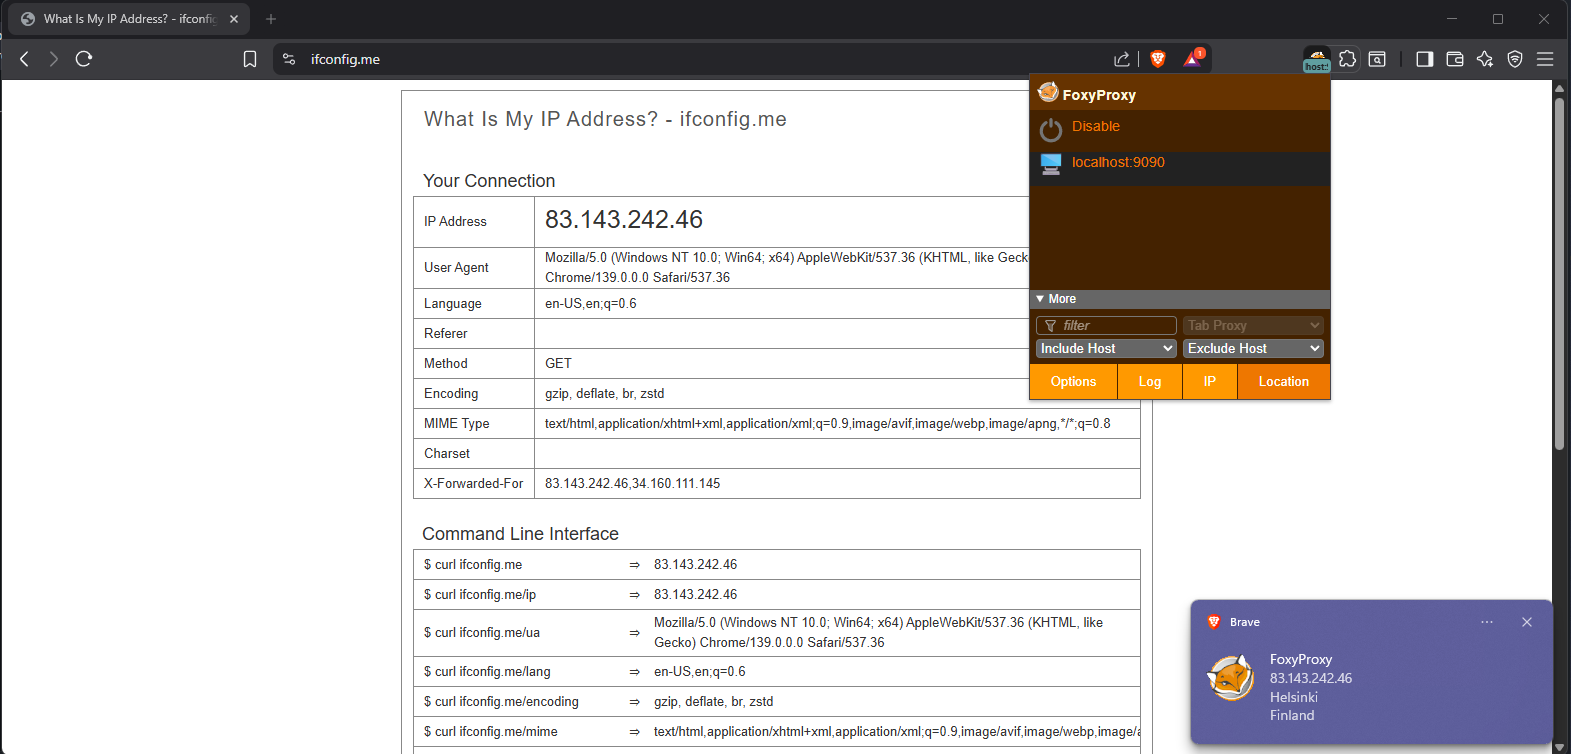 What Is My IP Address? - ifconfig
ifconfig.me
1
host:!
What Is My IP Address? - ifconfig.me
Your Connection
IP Address 83.143.242.46
User Agent Mozilla/5.0 (Windows NT 10.0; Win64; x64) AppleWebKit/537.36 (KHTML, like Geck
Chrome/139.0.0.0 Safari/537.36
Language en-US,en;q=0.6
Referer
Method GET
Encoding gzip, deflate, br, zstd
MIME Type text/html,application/xhtml+xml,application/xml;q=0.9,image/avif,image/webp,image/apng,*/*;q=0.8
Charset
X-Forwarded-For 83.143.242.46,34.160.111.145
Command Line Interface
$ curl ifconfig.me ⇒ 83.143.242.46
$ curl ifconfig.me/ip ⇒ 83.143.242.46
$ curl ifconfig.me/ua ⇒ Mozilla/5.0 (Windows NT 10.0; Win64; x64) AppleWebKit/537.36 (KHTML, like
Gecko) Chrome/139.0.0.0 Safari/537.36
$ curl ifconfig.me/lang ⇒ en-US,en;q=0.6
$ curl ifconfig.me/encoding ⇒ gzip, deflate, br, zstd
$ curl ifconfig.me/mime ⇒ text/html,application/xhtml+xml,application/xml;q=0.9,image/avif,image/webp,image/a
FoxyProxy
Disable
localhost:9090
▼ More
filter Tab Proxy
Include Host Exclude Host
Options Log IP Location
Brave
FoxyProxy
83.143.242.46
Helsinki
Finland